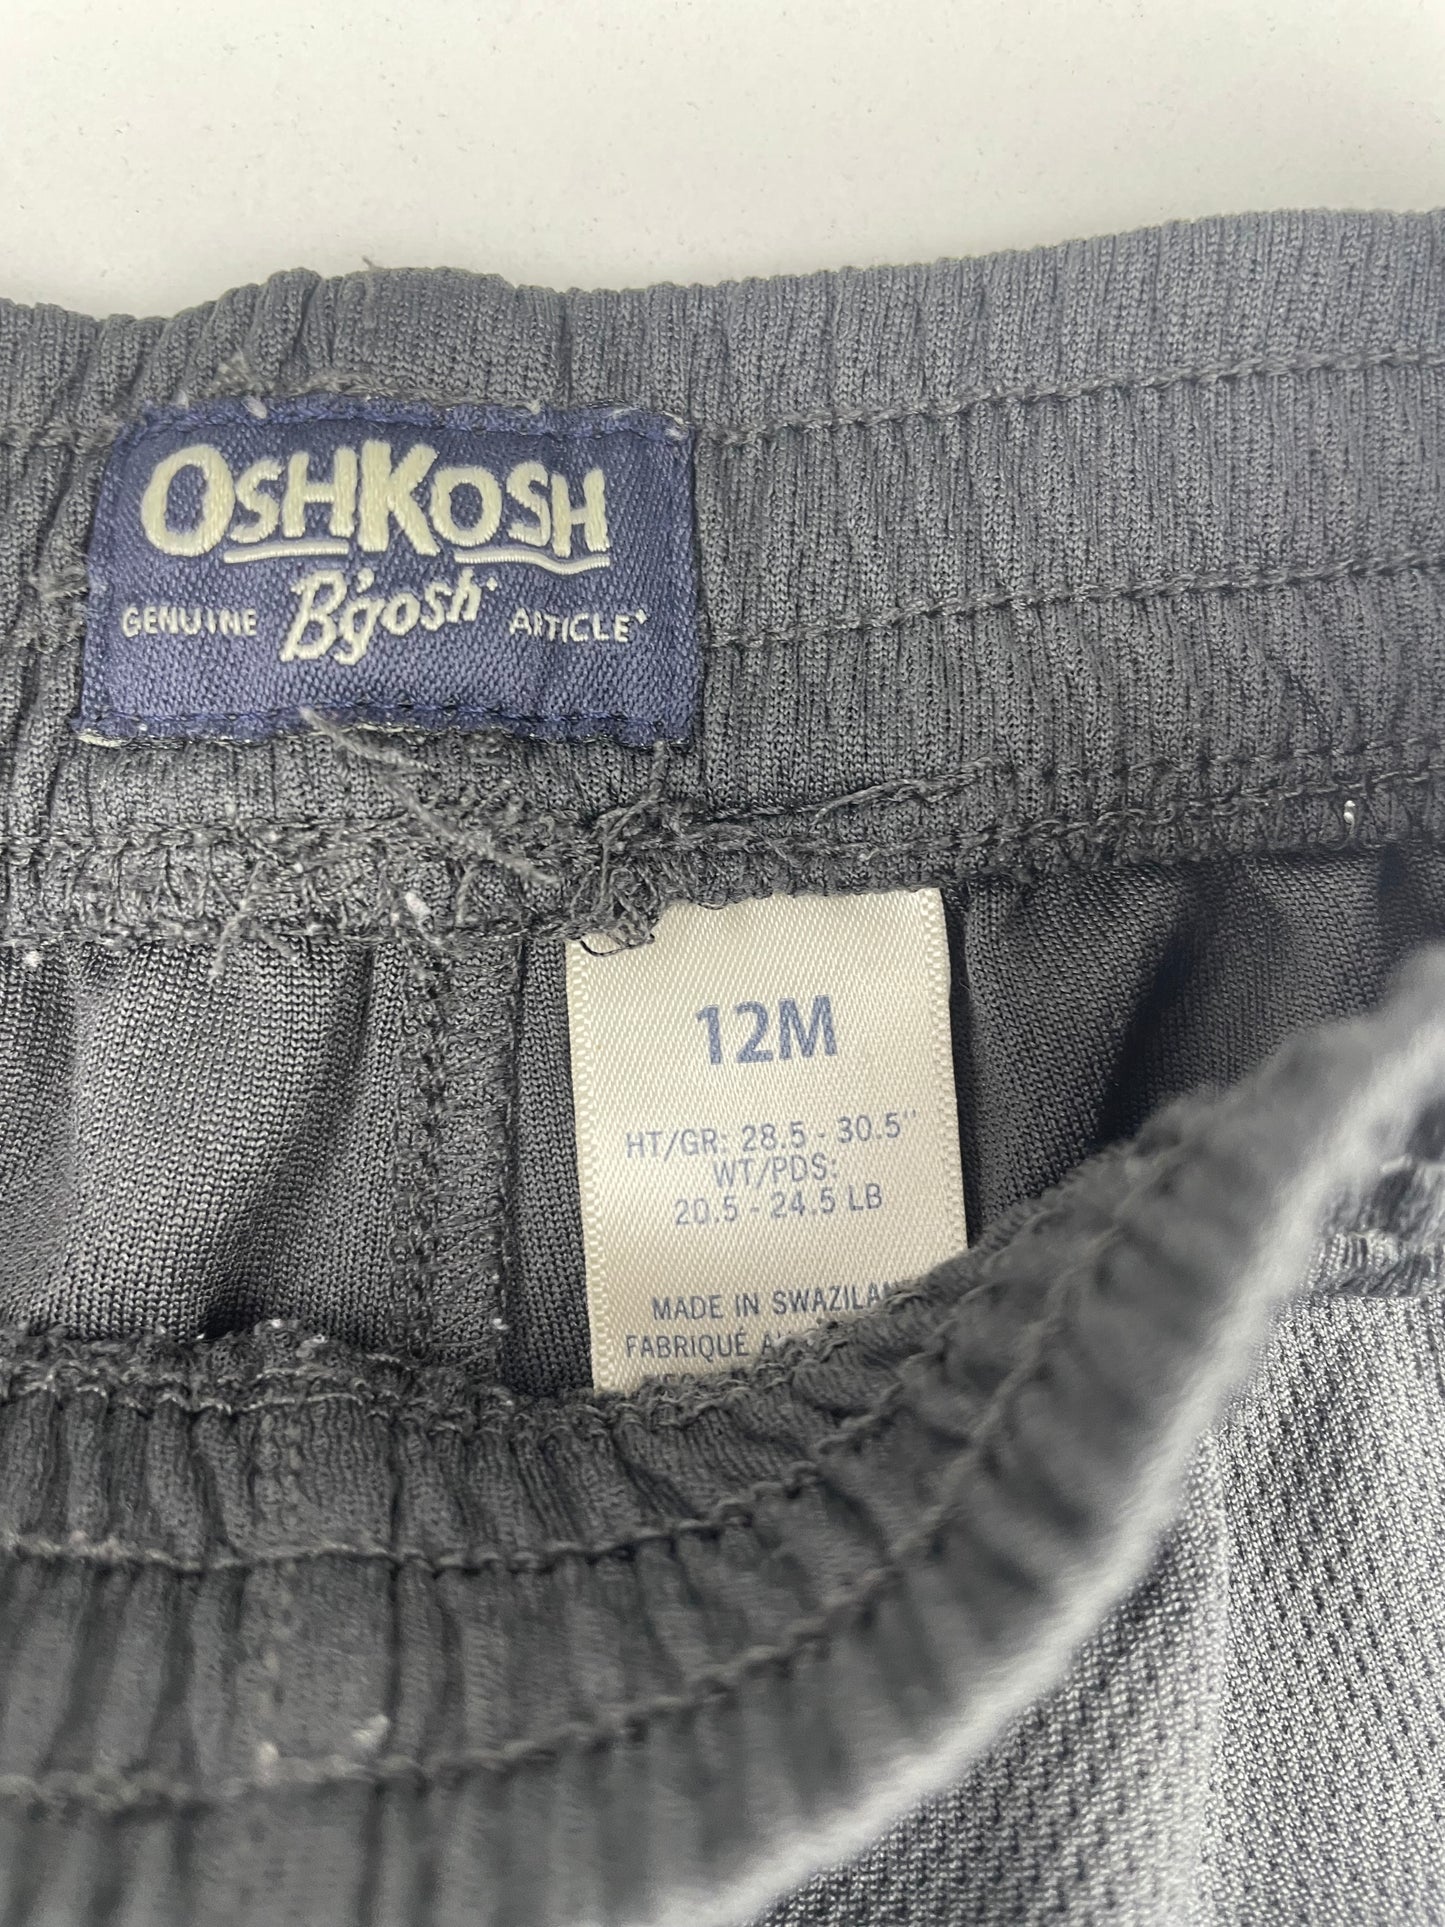 OSHKOSH
GENUINE B'gosh ARTICLE
12M
HT/GR: 28.5 - 30.5"
WT/PDS:
20.5 - 24.5 LB
MADE IN SWAZILAN
FABRIQUÉ